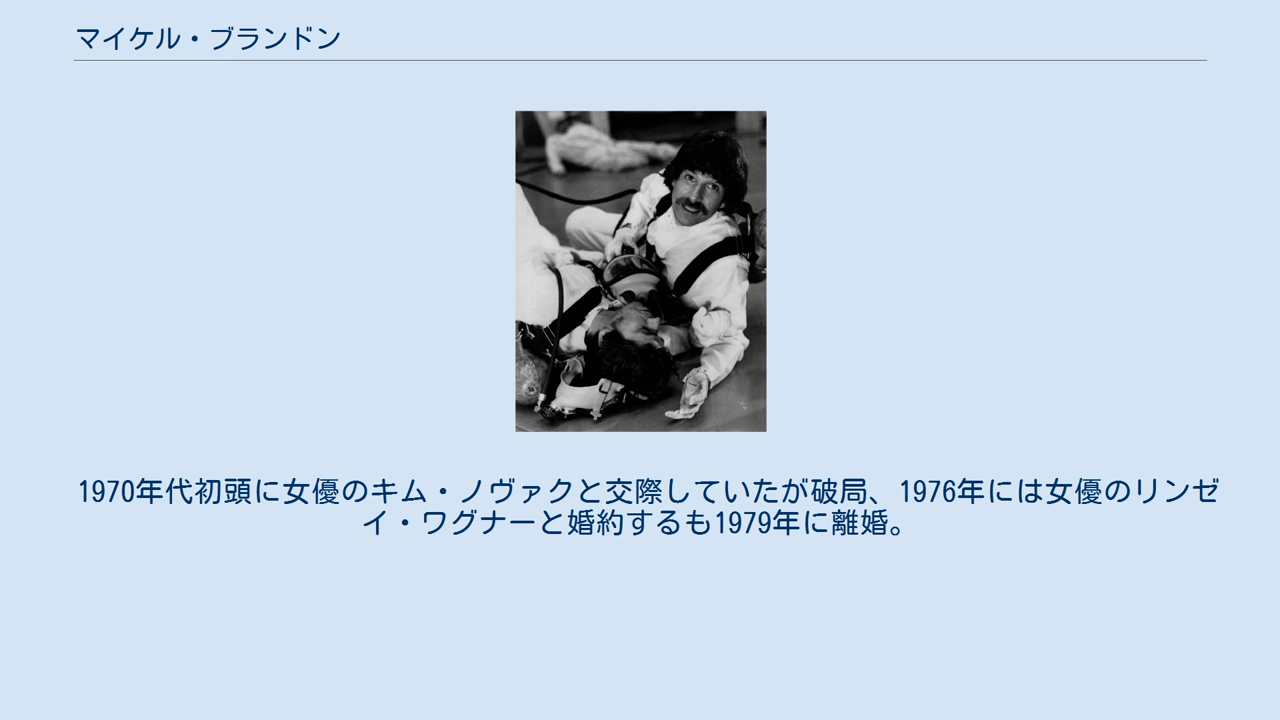 マイケル・ブランドン
1970年代初頭に女優のキム・ノヴァクと交際していたが破局、1976年には女優のリンゼ
イ・ワグナーと婚約するも1979年に離婚。